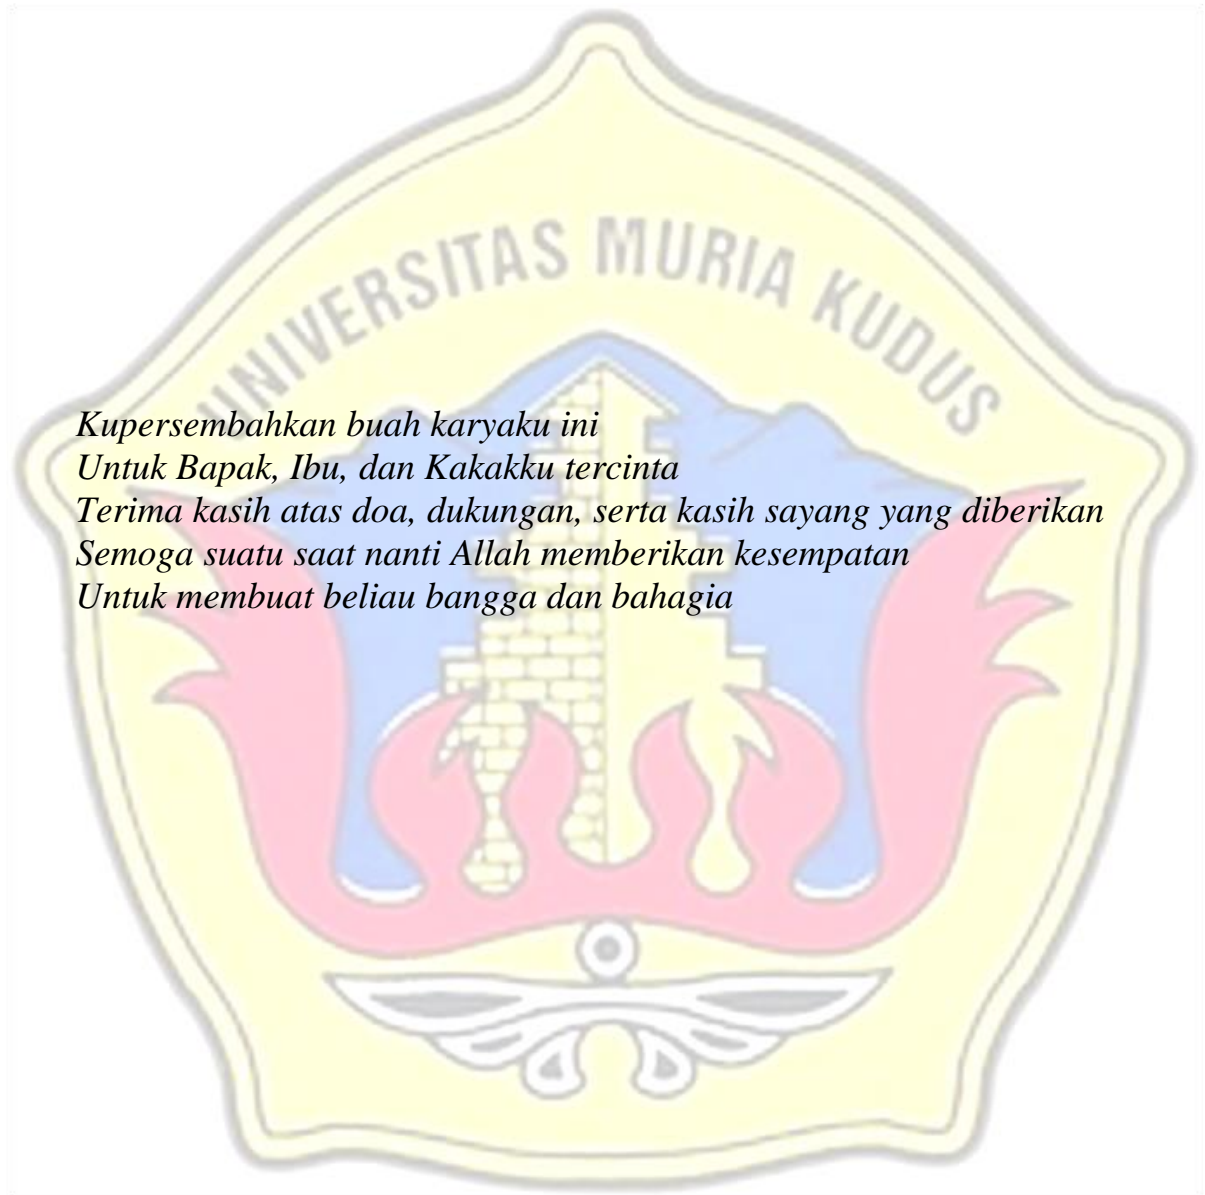 UNIVERSITAS MURIA KUDUS
Kupersembahkan buah karyaku ini
Untuk Bapak, Ibu, dan Kakakku tercinta
Terima kasih atas doa, dukungan, serta kasih sayang yang diberikan
Semoga suatu saat nanti Allah memberikan kesempatan
Untuk membuat beliau bangga dan bahagia